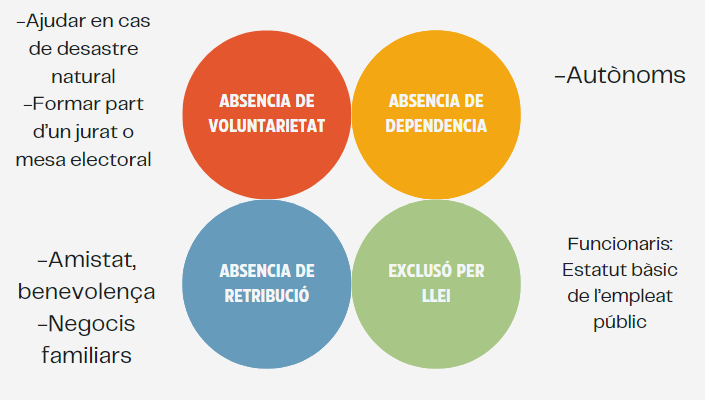 -Ajudar en cas
de desastre
natural
-Formar part
d'un jurat o
mesa electoral
ABSENCIA DE
VOLUNTARIETAT
ABSENCIA DE
DEPENDENCIA
-Autònoms
-Amistat,
benevolença
-Negocis
familiars
ABSENCIA DE
RETRIBUCIÓ
EXCLUSÓ PER
LLEI
Funcionaris:
Estatut bàsic
de l'empleat
públic